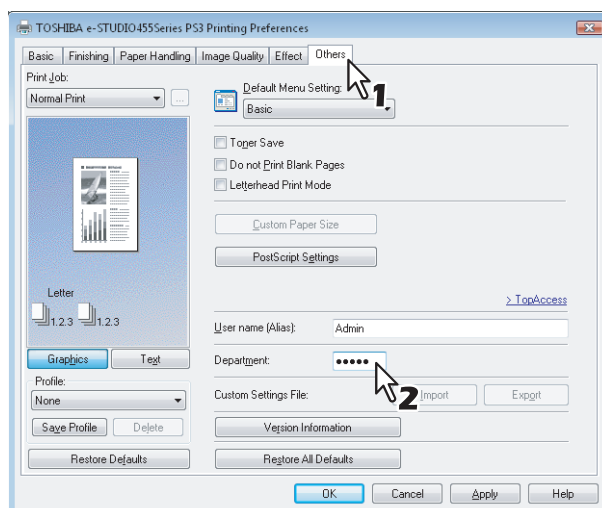 TOSHIBA e-STUDIO455Series PS3 Printing Preferences
Basic Finishing Paper Handling Image Quality Effect Others
Print Job:
Normal Print ...
Default Menu Setting:
1
Basic
Toner Save
Do not Print Blank Pages
Letterhead Print Mode
Custom Paper Size
PostScript Settings
Letter
1.2.3 1.2.3
> TopAccess
User name (Alias): Admin
Graphics Text
Department: •••••
2
Profile:
None
Custom Settings File: Import Export
Save Profile Delete
Version Information
Restore Defaults
Restore All Defaults
OK Cancel Apply Help